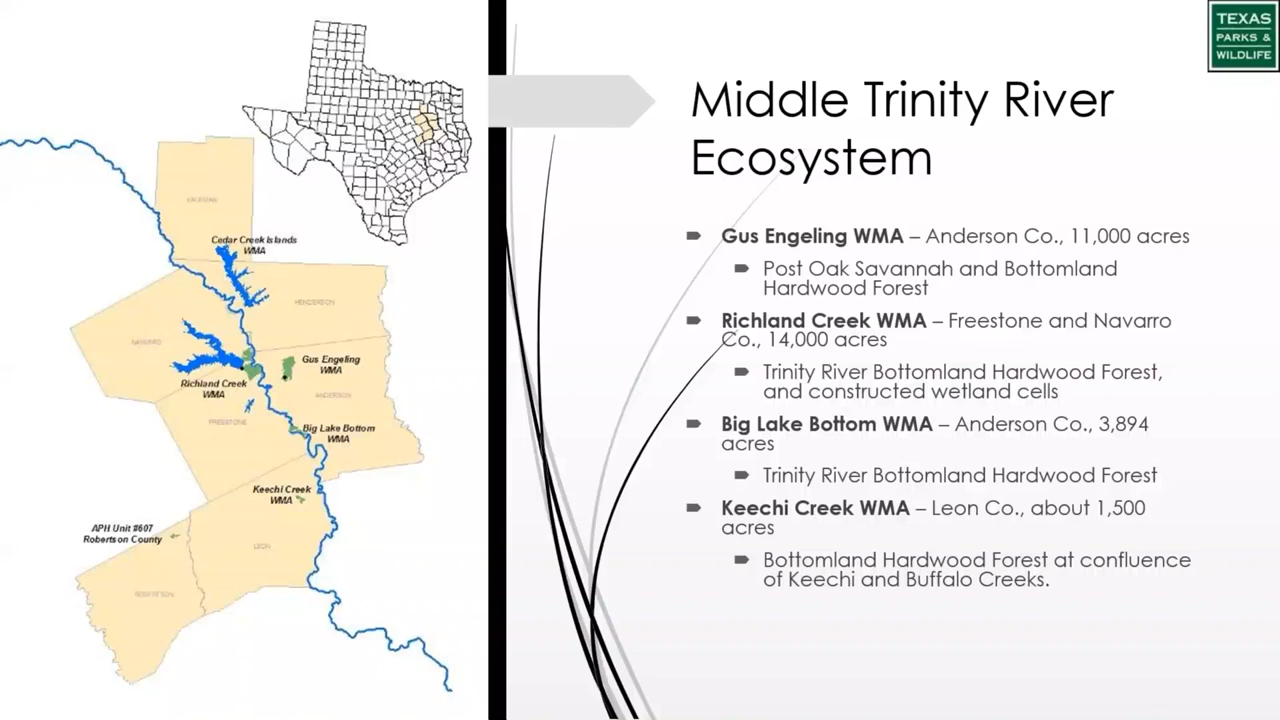 TEXAS
PARKS &
WILDLIFE
Middle Trinity River
Ecosystem
Gus Engeling WMA – Anderson Co., 11,000 acres
Post Oak Savannah and Bottomland
Hardwood Forest
Richland Creek WMA – Freestone and Navarro
Co., 14,000 acres
Trinity River Bottomland Hardwood Forest,
and constructed wetland cells
Big Lake Bottom WMA – Anderson Co., 3,894
acres
Trinity River Bottomland Hardwood Forest
Keechi Creek WMA – Leon Co., about 1,500
acres
Bottomland Hardwood Forest at confluence
of Keechi and Buffalo Creeks.
KAUFMAN
Cedar Creek Islands
WMA
HENDERSON
NAVARRO
Gus Engeling
WMA
Richland Creek
WMA
ANDERSON
FREESTONE
Big Lake Bottom
WMA
Keechi Creek
WMA
APH Unit #607
Robertson County
LEON
ROBERTSON